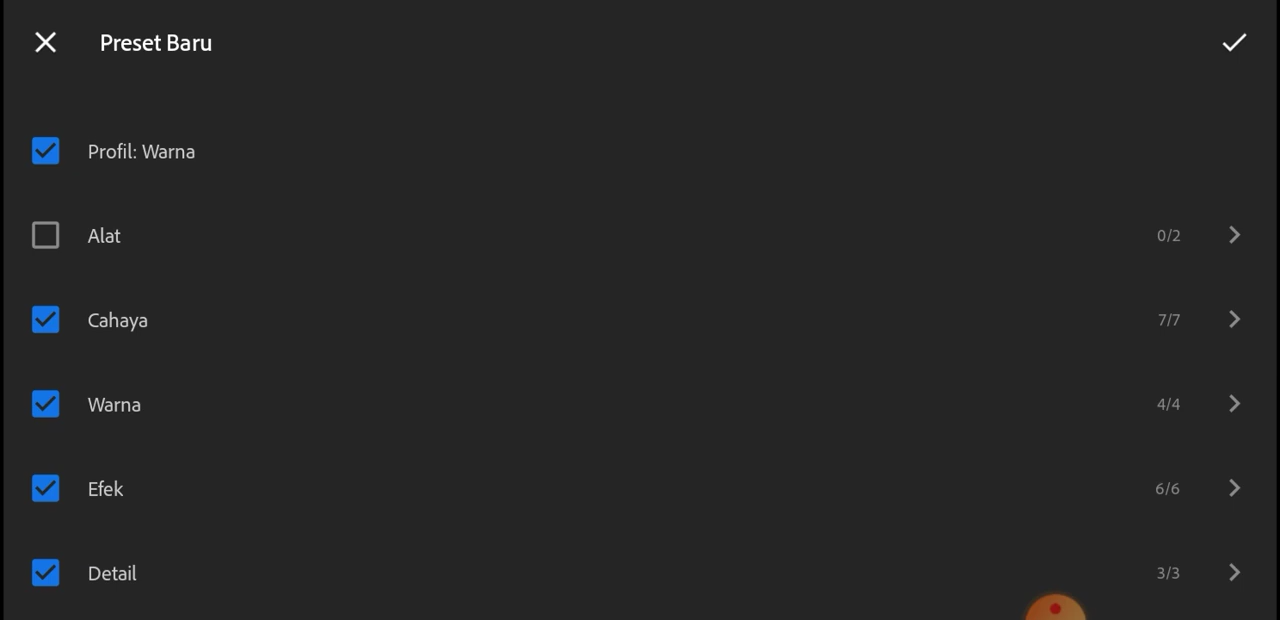 Preset Baru
Profil: Warna
Alat 0/2
Cahaya 7/7
Warna 4/4
Efek 6/6
Detail 3/3